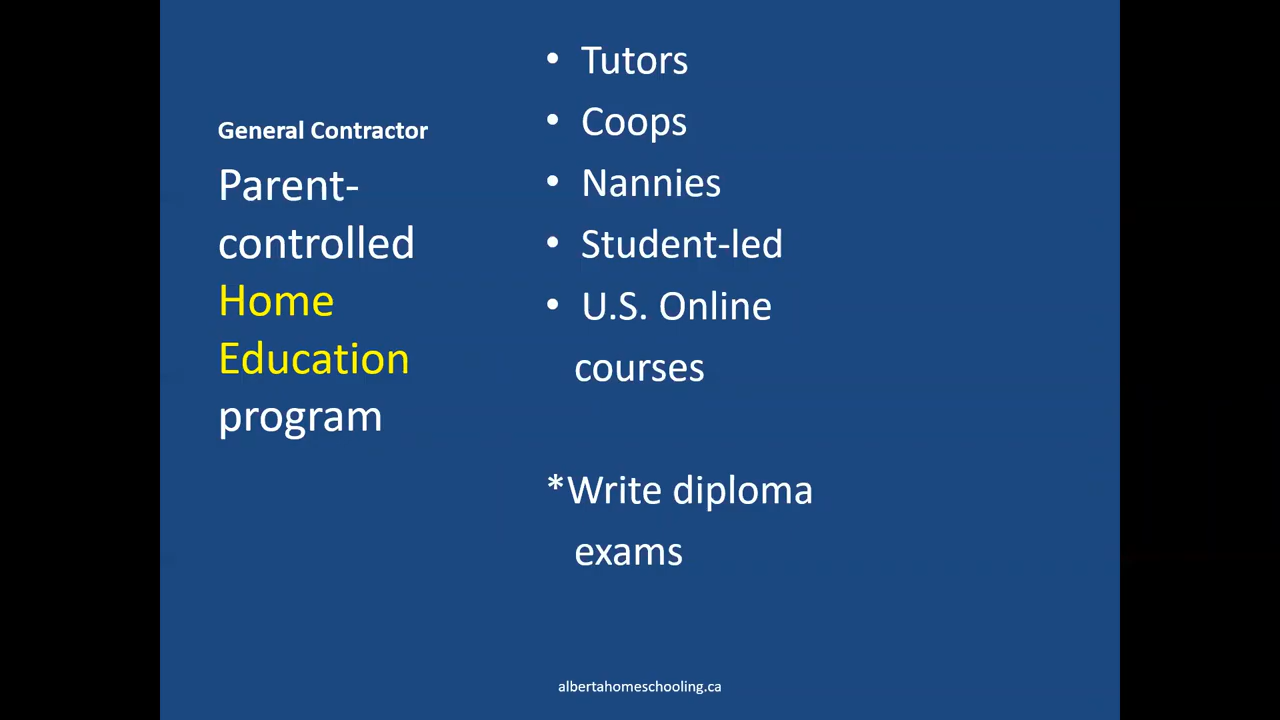 General Contractor
Parent-
controlled
Home
Education
program
• Tutors
• Coops
• Nannies
• Student-led
• U.S. Online
courses
*Write diploma
exams
albertahomeschooling.ca